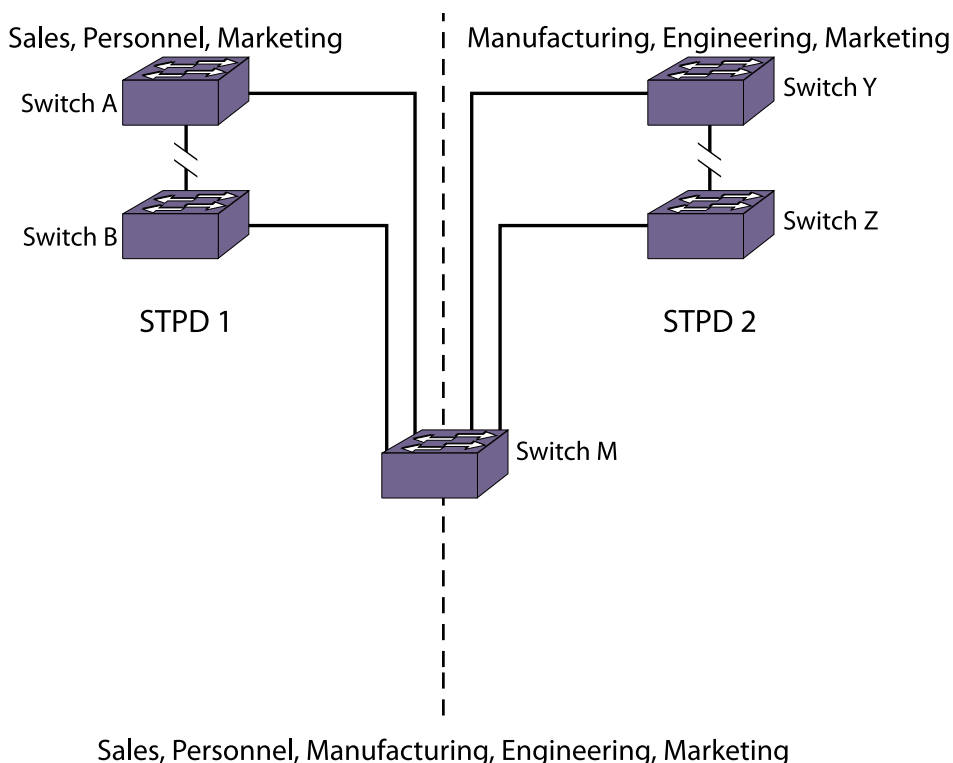 Sales, Personnel, Marketing
Manufacturing, Engineering, Marketing
Switch A
Switch Y
Switch B
Switch Z
STPD 1
STPD 2
Switch M
Sales, Personnel, Manufacturing, Engineering, Marketing